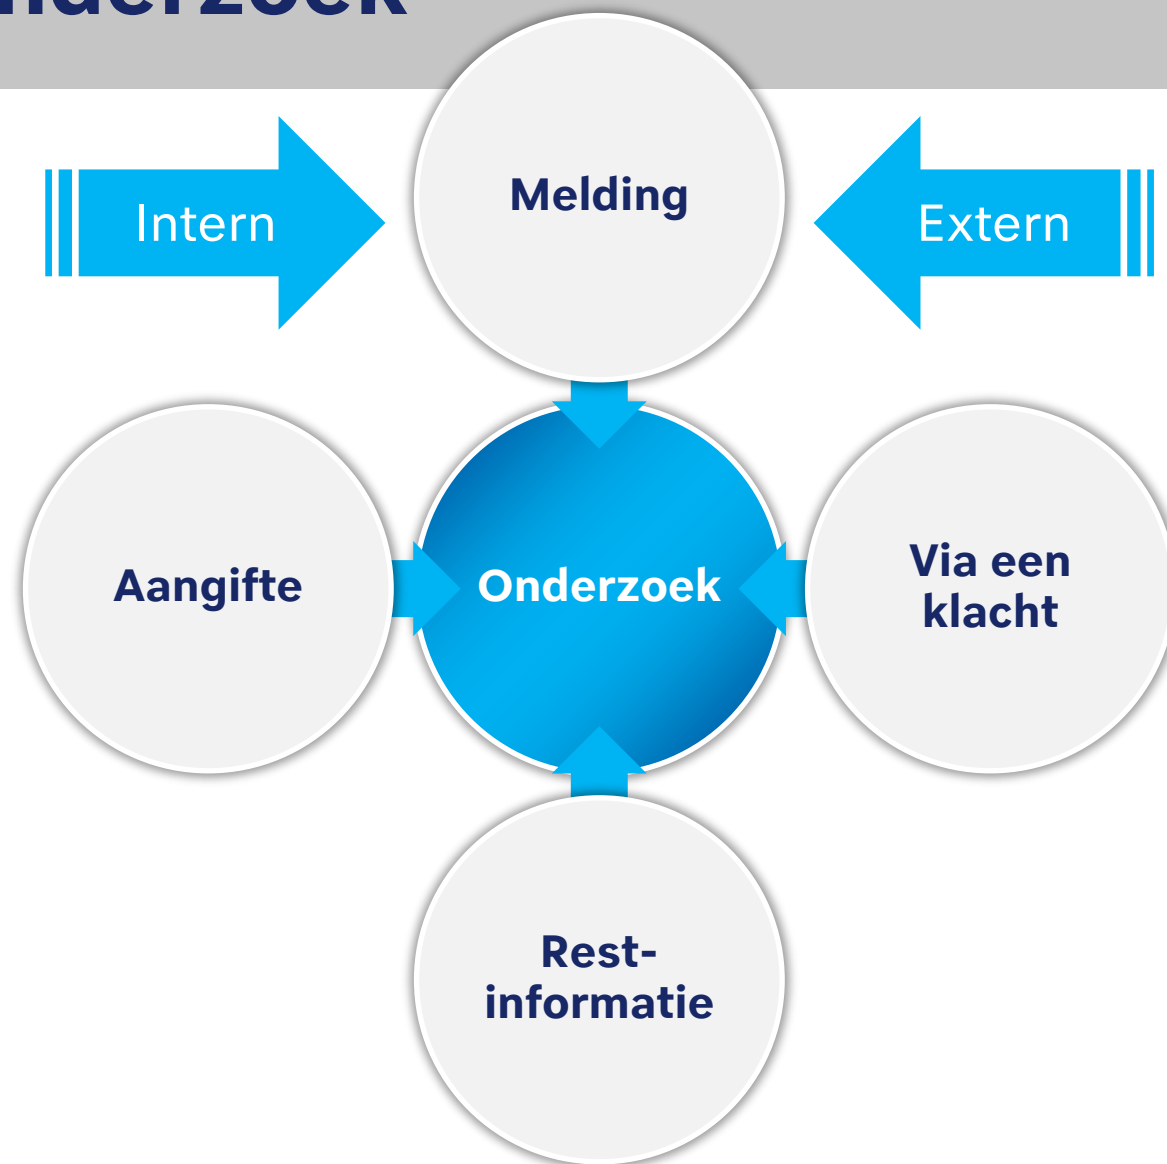 Melding
Intern
Extern
Aangifte
Onderzoek
Via een
klacht
Rest-
informatie